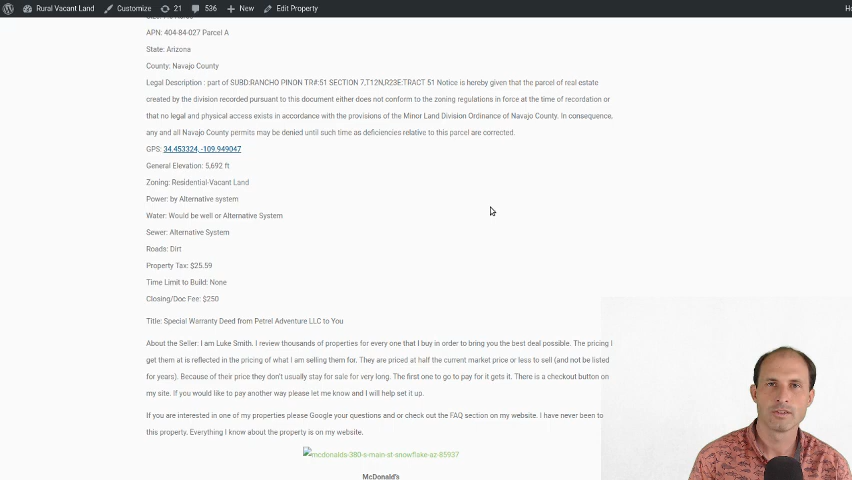 Rural Vacant Land Customize 21 536 New Edit Property
APN: 404-84-027 Parcel A
State: Arizona
County: Navajo County
Legal Description : part of SUBD:RANCHO PINON TR#:51 SECTION 7,T12N,R23E:TRACT 51 Notice is hereby given that the parcel of real estate
created by the division recorded pursuant to this document either does not conform to the zoning regulations in force at the time of recordation or
that no legal and physical access exists in accordance with the provisions of the Minor Land Division Ordinance of Navajo County. In consequence,
any and all Navajo County permits may be denied until such time as deficiencies relative to this parcel are corrected.
GPS: 34.453324, -109.949047
General Elevation: 5,692 ft
Zoning: Residential-Vacant Land
Power: by Alternative system
Water: Would be well or Alternative System
Sewer: Alternative System
Roads: Dirt
Property Tax: $25.59
Time Limit to Build: None
Closing/Doc Fee: $250
Title: Special Warranty Deed from Petrel Adventure LLC to You
About the Seller: I am Luke Smith. I review thousands of properties for every one that I buy in order to bring you the best deal possible. The pricing I
get them at is reflected in the pricing of what I am selling them for. They are priced at half the current market price or less to sell (and not be listed
for years). Because of their price they don't usually stay for sale for very long. The first one to go to pay for it gets it. There is a checkout button on
my site. If you would like to pay another way please let me know and I will help set it up.
If you are interested in one of my properties please Google your questions and or check out the FAQ section on my website. I have never been to
this property. Everything I know about the property is on my website.
mcdonalds-380-s-main-st-snowflake-az-85937
McDonald's